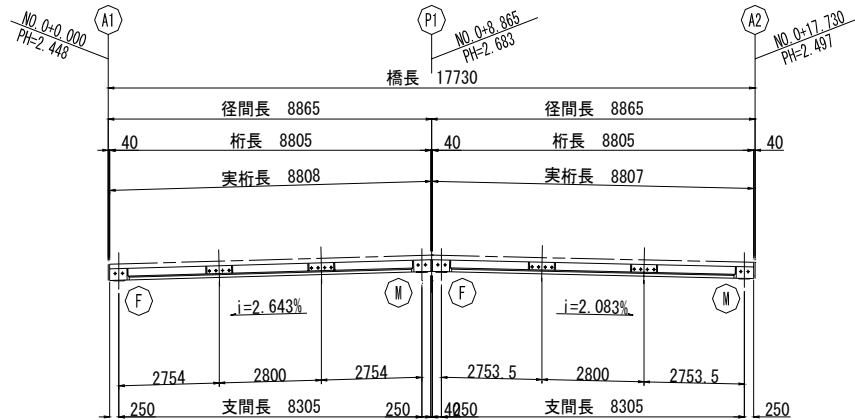 A1
P1
A2
NO.0+0.000
PH=2.448
NO.0+8.865
PH=2.683
NO.0+17.730
PH=2.497
橋長 17730
径間長 8865
径間長 8865
40
桁長 8805
40
桁長 8805
40
実桁長 8808
実桁長 8807
F
M
F
M
i=2.643%
i=2.083%
2754
2800
2754
2753.5
2800
2753.5
250
支間長 8305
250
40
250
支間長 8305
250